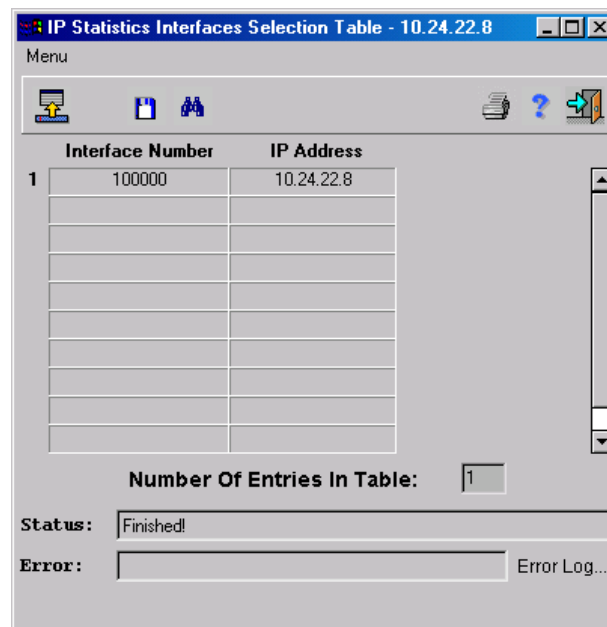 IP Statistics Interfaces Selection Table - 10.24.22.8
Menu
Interface Number IP Address
1 100000 10.24.22.8
Number Of Entries In Table: 1
Status: Finished!
Error: Error Log...